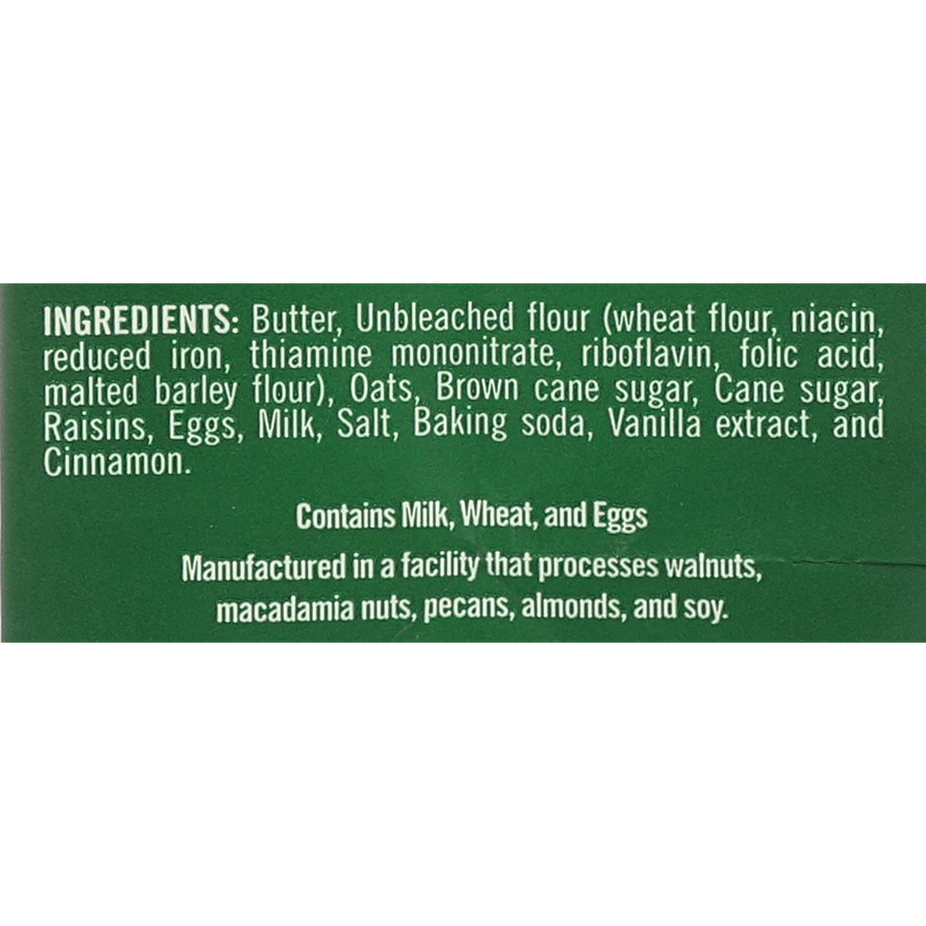 INGREDIENTS: Butter, Unbleached flour (wheat flour, niacin,
reduced iron, thiamine mononitrate, riboflavin, folic acid,
malted barley flour), Oats, Brown cane sugar, Cane sugar,
Raisins, Eggs, Milk, Salt, Baking soda, Vanilla extract, and
Cinnamon.
Contains Milk, Wheat, and Eggs
Manufactured in a facility that processes walnuts,
macadamia nuts, pecans, almonds, and soy.